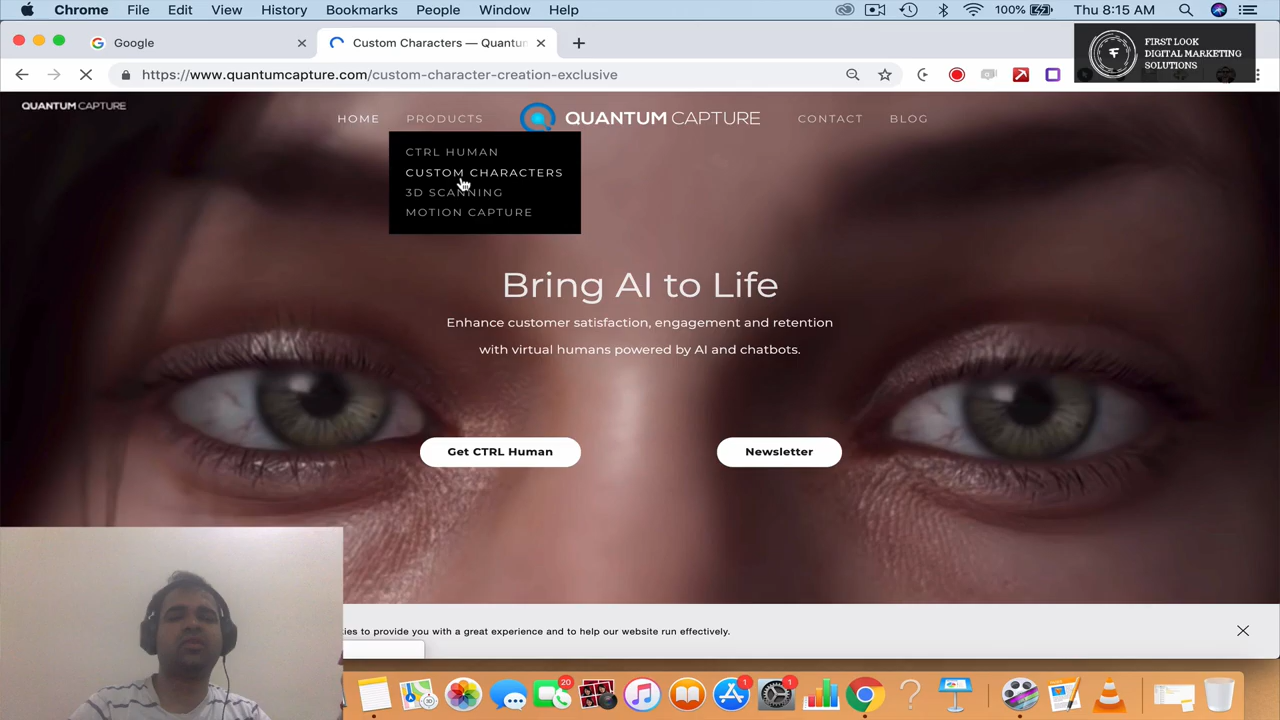 Chrome File Edit View History Bookmarks People Window Help 100% Thu 8:15 AM
Google
Custom Characters — Quantu
https://www.quantumcapture.com/custom-character-creation-exclusive
FIRST LOOK
DIGITAL MARKETING
SOLUTIONS
QUANTUM CAPTURE
HOME PRODUCTS QUANTUM CAPTURE CONTACT BLOG
CTRL HUMAN
CUSTOM CHARACTERS
3D SCANNING
MOTION CAPTURE
Bring AI to Life
Enhance customer satisfaction, engagement and retention
with virtual humans powered by AI and chatbots.
Get CTRL Human Newsletter
to provide you with a great experience and to help our website run effectively.
20
1
1